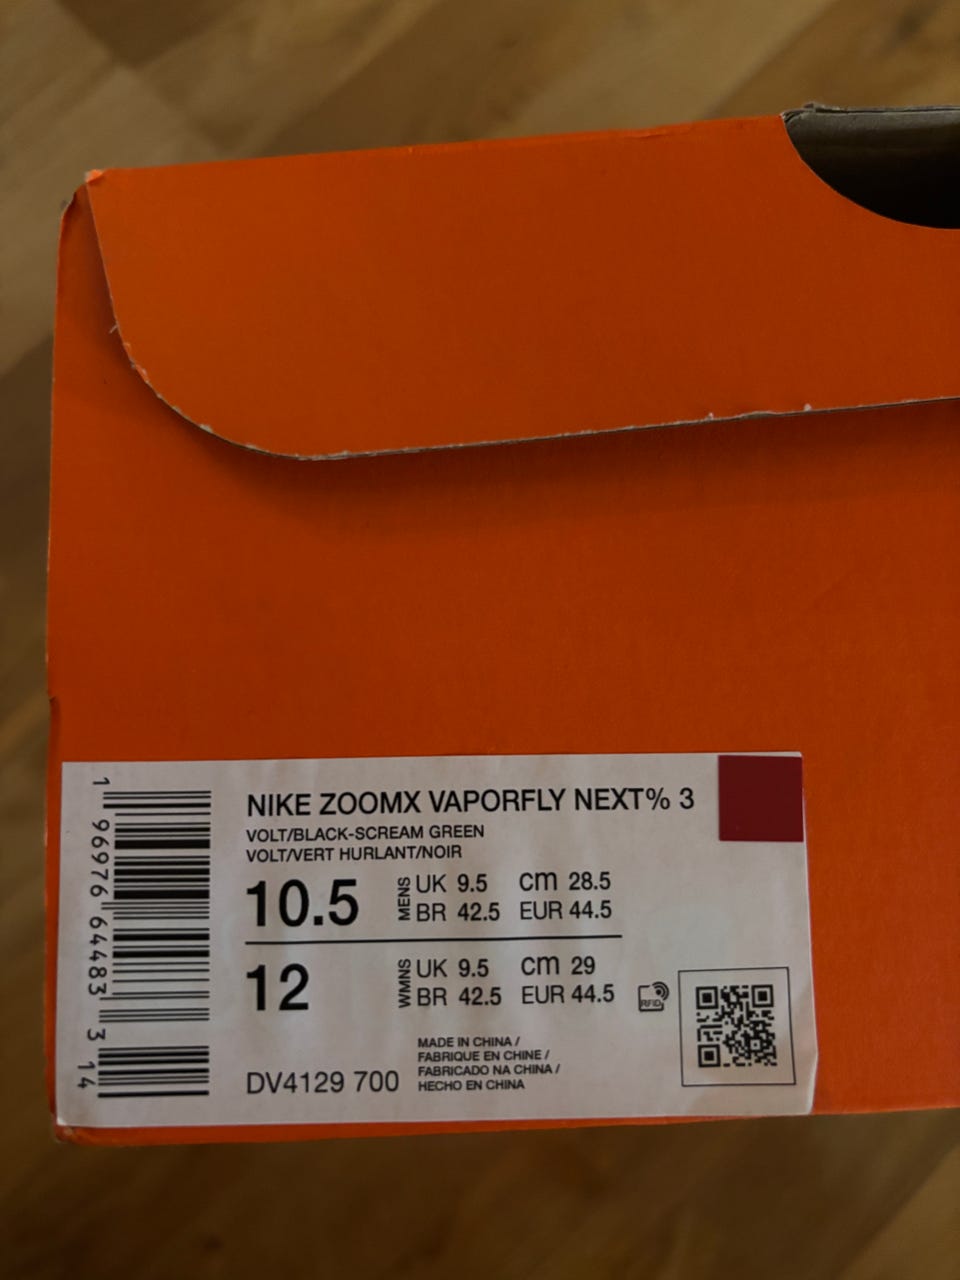 NIKE ZOOMX VAPORFLY NEXT% 3
VOLT/BLACK-SCREAM GREEN
VOLT/VERT HURLANT/NOIR
10.5 MENS UK 9.5 CM 28.5
BR 42.5 EUR 44.5
12 WMNS UK 9.5 CM 29
BR 42.5 EUR 44.5
RFID
MADE IN CHINA /
FABRIQUE EN CHINE /
FABRICADO NA CHINA /
HECHO EN CHINA
DV4129 700
1 96976 64483 3 14